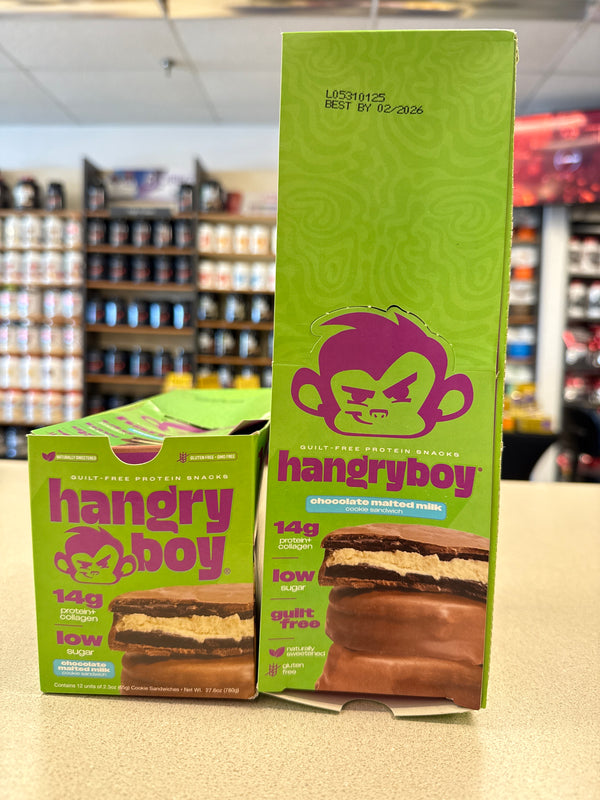 L05310125
BEST BY 02/2026
GUILT-FREE PROTEIN SNACKS
hangryboy®
chocolate malted milk
cookie sandwich
14g
protein+
collagen
low
sugar
guilt
free
naturally
sweetened
gluten
free
NATURALLY SWEETENED
GLUTEN FREE • GMO FREE
GUILT-FREE PROTEIN SNACKS
hangry
boy®
14g
protein+
collagen
low
sugar
chocolate
malted milk
cookie sandwich
Contains 12 units of 2.3oz (65g) Cookie Sandwiches • Net Wt. 27.6oz (780g)